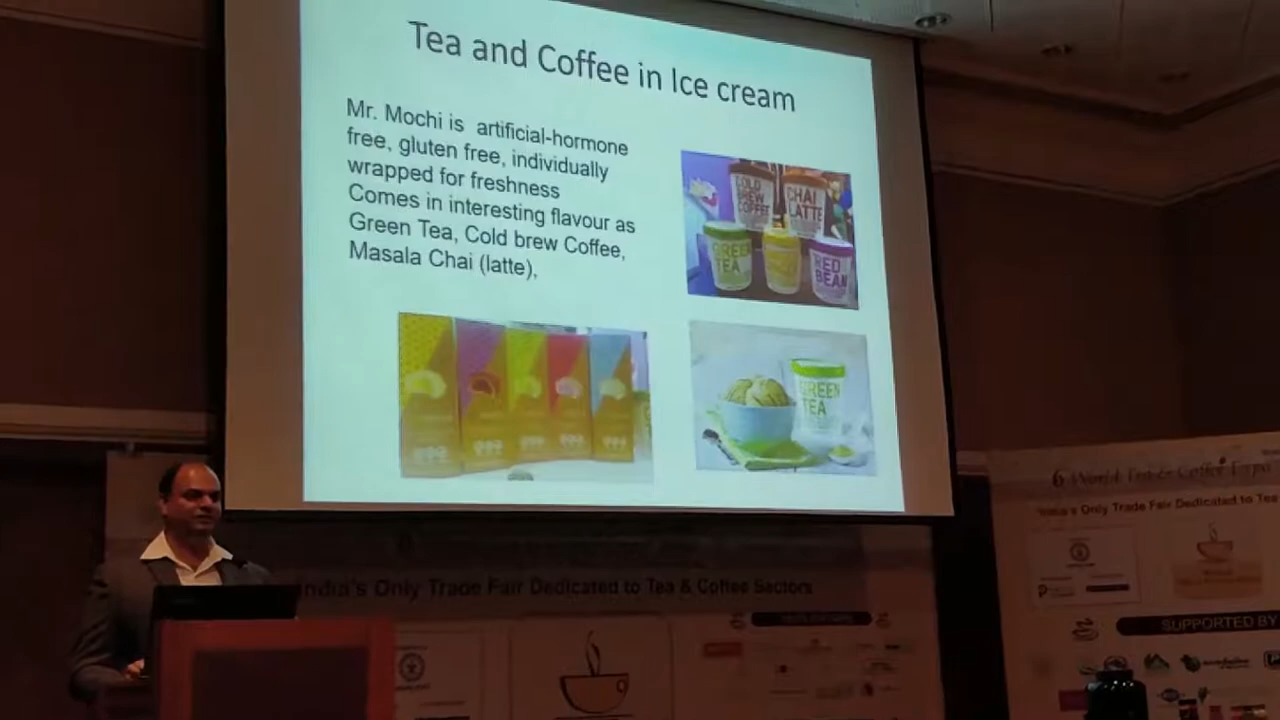 Tea and Coffee in Ice cream
Mr. Mochi is artificial-hormone
free, gluten free, individually
wrapped for freshness
Comes in interesting flavour as
Green Tea, Cold brew Coffee,
Masala Chai (latte),
COLD
BREW
COFFEE
CHAI
LATTE
GREEN
TEA
RED
BEAN
GREEN
TEA
India's Only Trade Fair Dedicated to Tea & Coffee Sectors
6 World Tea & Coffee Expo
"India's Only Trade Fair Dedicated to Tea
SUPPORTED BY